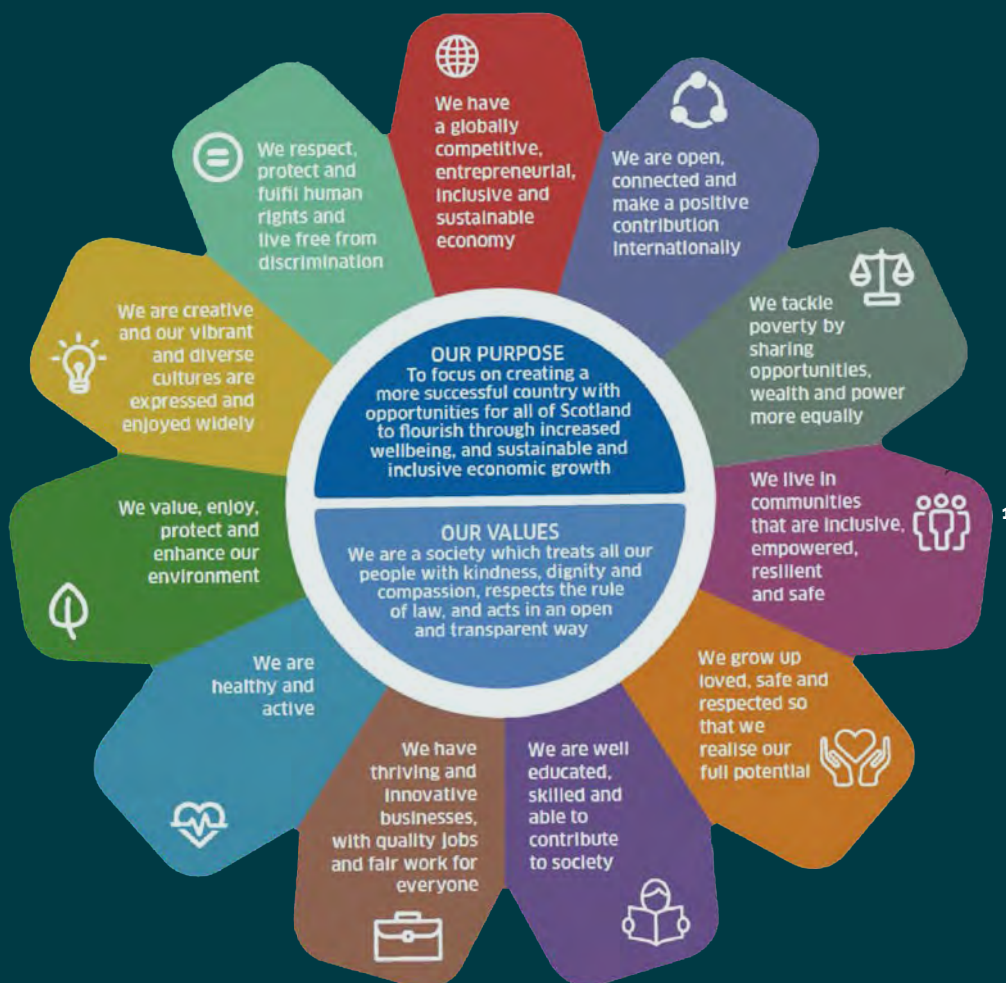 We have
a globally
competitive,
entrepreneurial,
inclusive and
sustainable
economy
We are open,
connected and
make a positive
contribution
internationally
We tackle
poverty by
sharing
opportunities,
wealth and power
more equally
We live in
communities
that are inclusive,
empowered,
resilient
and safe
We grow up
loved, safe and
respected so
that we
realise our
full potential
We are well
educated,
skilled and
able to
contribute
to society
We have
thriving and
innovative
businesses,
with quality jobs
and fair work for
everyone
We are
healthy and
active
We value, enjoy,
protect and
enhance our
environment
We are creative
and our vibrant
and diverse
cultures are
expressed and
enjoyed widely
We respect,
protect and
fulfil human
rights and
live free from
discrimination
OUR PURPOSE
To focus on creating a
more successful country with
opportunities for all of Scotland
to flourish through increased
wellbeing, and sustainable and
inclusive economic growth
OUR VALUES
We are a society which treats all our
people with kindness, dignity and
compassion, respects the rule
of law, and acts in an open
and transparent way